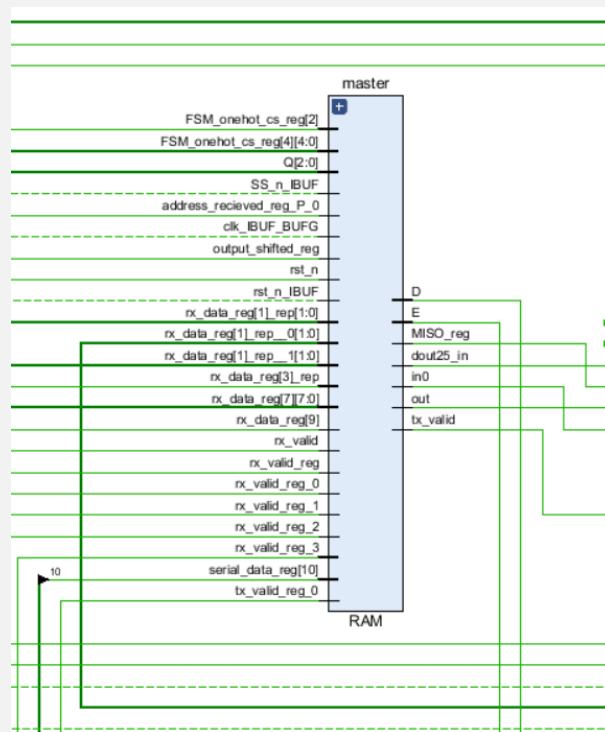 master
FSM_onehot_cs_reg[2]
FSM_onehot_cs_reg[4][4:0]
Q[2:0]
SS_n_IBUF
address_recieved_reg_P_0
clk_IBUF_BUFG
output_shifted_reg
rst_n
rst_n_IBUF
rx_data_reg[1]_rep[1:0]
rx_data_reg[1]_rep__0[1:0]
rx_data_reg[1]_rep__1[1:0]
rx_data_reg[3]_rep
rx_data_reg[7][7:0]
rx_data_reg[9]
rx_valid
rx_valid_reg
rx_valid_reg_0
rx_valid_reg_1
rx_valid_reg_2
rx_valid_reg_3
10
serial_data_reg[10]
tx_valid_reg_0
D
E
MISO_reg
dout25_in
in0
out
tx_valid
RAM